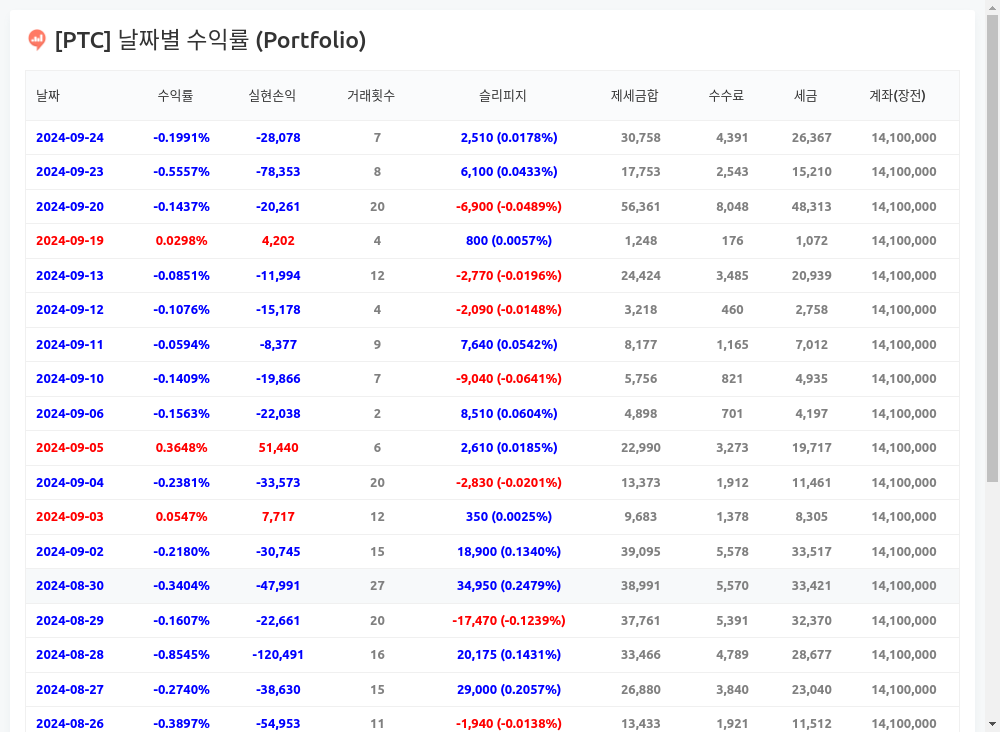 [PTC] 날짜별 수익률 (Portfolio)
날짜 수익률 실현손익 거래횟수 슬리피지 제세금합 수수료 세금 계좌(장전)
2024-09-24 -0.1991% -28,078 7 2,510 (0.0178%) 30,758 4,391 26,367 14,100,000
2024-09-23 -0.5557% -78,353 8 6,100 (0.0433%) 17,753 2,543 15,210 14,100,000
2024-09-20 -0.1437% -20,261 20 -6,900 (-0.0489%) 56,361 8,048 48,313 14,100,000
2024-09-19 0.0298% 4,202 4 800 (0.0057%) 1,248 176 1,072 14,100,000
2024-09-13 -0.0851% -11,994 12 -2,770 (-0.0196%) 24,424 3,485 20,939 14,100,000
2024-09-12 -0.1076% -15,178 4 -2,090 (-0.0148%) 3,218 460 2,758 14,100,000
2024-09-11 -0.0594% -8,377 9 7,640 (0.0542%) 8,177 1,165 7,012 14,100,000
2024-09-10 -0.1409% -19,866 7 -9,040 (-0.0641%) 5,756 821 4,935 14,100,000
2024-09-06 -0.1563% -22,038 2 8,510 (0.0604%) 4,898 701 4,197 14,100,000
2024-09-05 0.3648% 51,440 6 2,610 (0.0185%) 22,990 3,273 19,717 14,100,000
2024-09-04 -0.2381% -33,573 20 -2,830 (-0.0201%) 13,373 1,912 11,461 14,100,000
2024-09-03 0.0547% 7,717 12 350 (0.0025%) 9,683 1,378 8,305 14,100,000
2024-09-02 -0.2180% -30,745 15 18,900 (0.1340%) 39,095 5,578 33,517 14,100,000
2024-08-30 -0.3404% -47,991 27 34,950 (0.2479%) 38,991 5,570 33,421 14,100,000
2024-08-29 -0.1607% -22,661 20 -17,470 (-0.1239%) 37,761 5,391 32,370 14,100,000
2024-08-28 -0.8545% -120,491 16 20,175 (0.1431%) 33,466 4,789 28,677 14,100,000
2024-08-27 -0.2740% -38,630 15 29,000 (0.2057%) 26,880 3,840 23,040 14,100,000
2024-08-26 -0.3897% -54,953 11 -1,940 (-0.0138%) 13,433 1,921 11,512 14,100,000